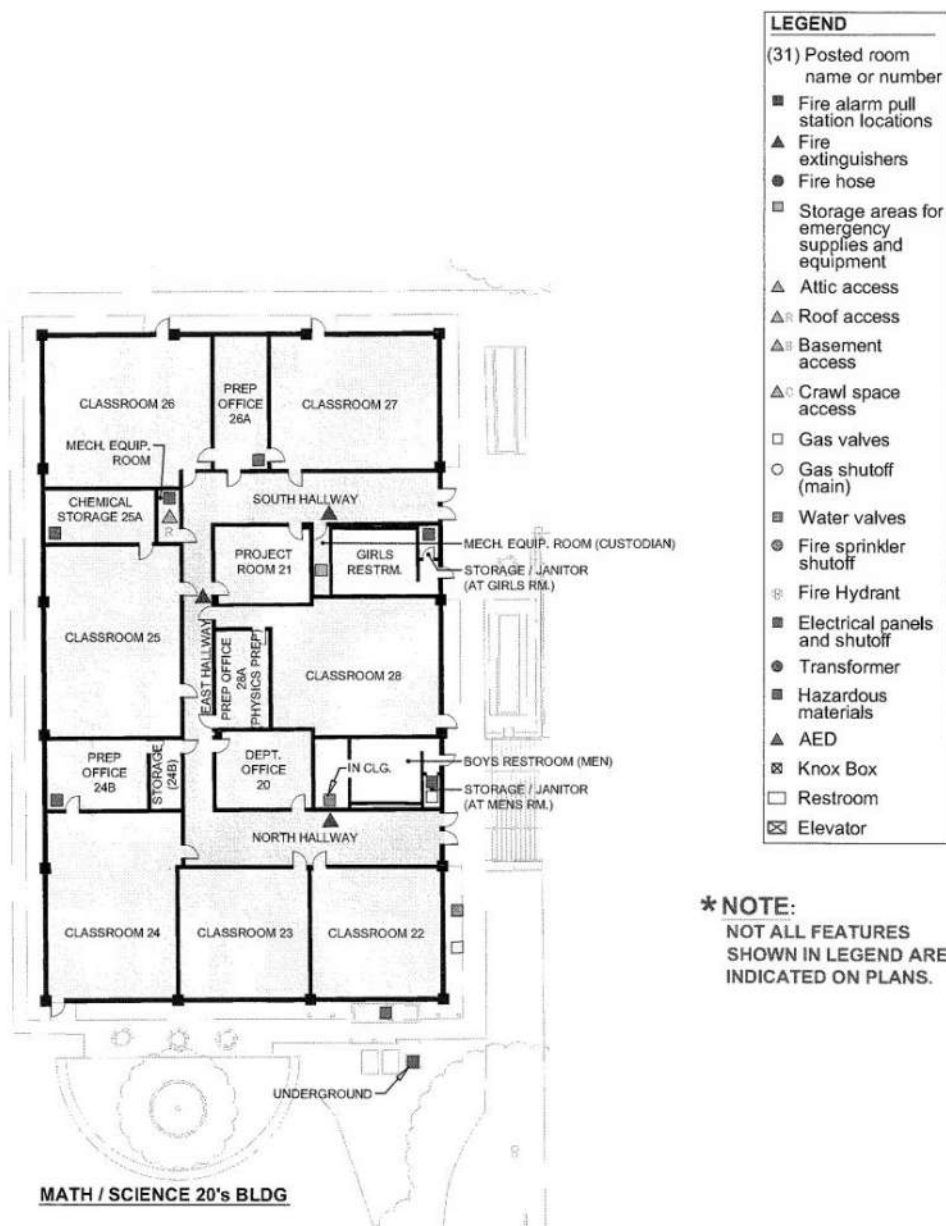 LEGEND
(31) Posted room
name or number
Fire alarm pull
station locations
Fire
extinguishers
Fire hose
Storage areas for
emergency
supplies and
equipment
Attic access
R Roof access
B Basement
access
C Crawl space
access
Gas valves
Gas shutoff
(main)
Water valves
Fire sprinkler
shutoff
Fire Hydrant
Electrical panels
and shutoff
Transformer
Hazardous
materials
AED
Knox Box
Restroom
Elevator
* NOTE:
NOT ALL FEATURES
SHOWN IN LEGEND ARE
INDICATED ON PLANS.
CLASSROOM 26
PREP
OFFICE
26A
CLASSROOM 27
MECH. EQUIP.
ROOM
CHEMICAL
STORAGE 25A
R
SOUTH HALLWAY
PROJECT
ROOM 21
GIRLS
RESTRM.
MECH. EQUIP. ROOM (CUSTODIAN)
STORAGE / JANITOR
(AT GIRLS RM.)
CLASSROOM 25
EAST HALLWAY
PREP OFFICE
28A
(PHYSICS PREP)
CLASSROOM 28
PREP
OFFICE
24B
STORAGE
(24B)
DEPT.
OFFICE
20
IN CLG.
BOYS RESTROOM (MEN)
STORAGE / JANITOR
(AT MENS RM.)
NORTH HALLWAY
CLASSROOM 24
CLASSROOM 23
CLASSROOM 22
UNDERGROUND
MATH / SCIENCE 20's BLDG